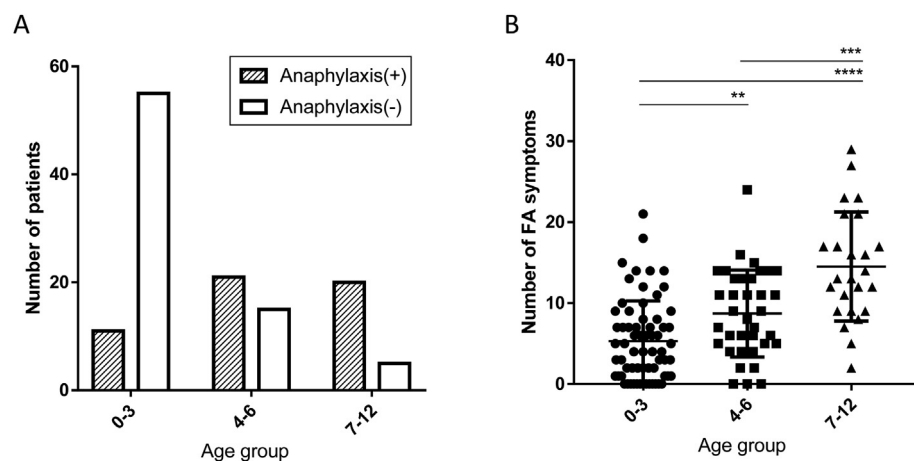 A
Number of patients
60
40
20
0
Anaphylaxis(+)
Anaphylaxis(-)
0-3
4-6
7-12
Age group
B
Number of FA symptoms
40
30
20
10
0
***
****
**
0-3
4-6
7-12
Age group